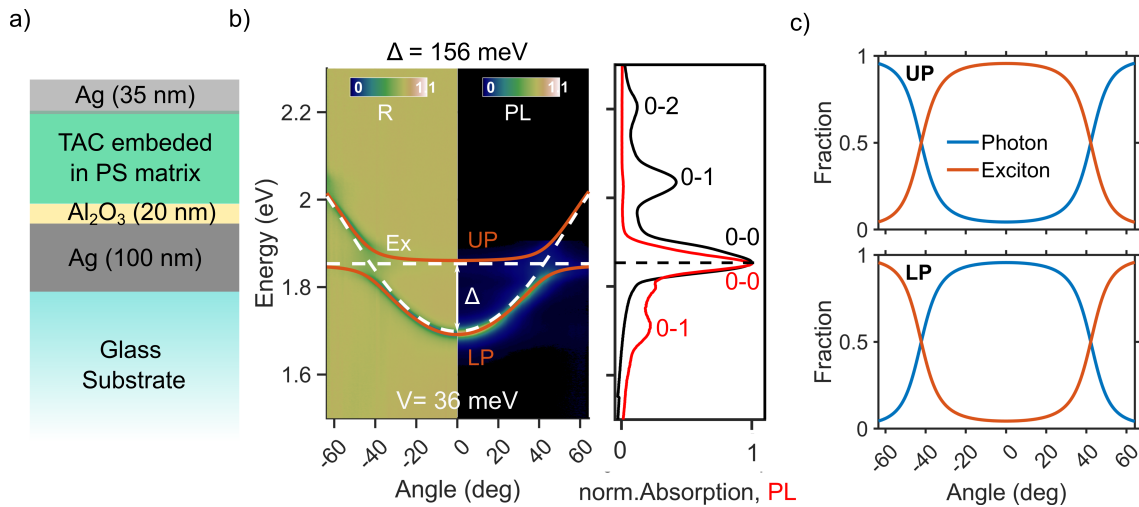 a)
Ag (35 nm)
TAC embeded
in PS matrix
Al₂O₃ (20 nm)
Ag (100 nm)
Glass
Substrate
b)
Δ = 156 meV
0 1 1
R
0 1 1
PL
Ex
UP
Δ
LP
V= 36 meV
2.2
2
1.8
1.6
Energy (eV)
-60 -40 -20 0 20 40 60
Angle (deg)
0-2
0-1
0-0
0-0
0-1
0 1
norm.Absorption, PL
c)
1
0.5
0
Fraction
UP
Photon
Exciton
1
0.5
0
Fraction
LP
-60 -40 -20 0 20 40 60
Angle (deg)